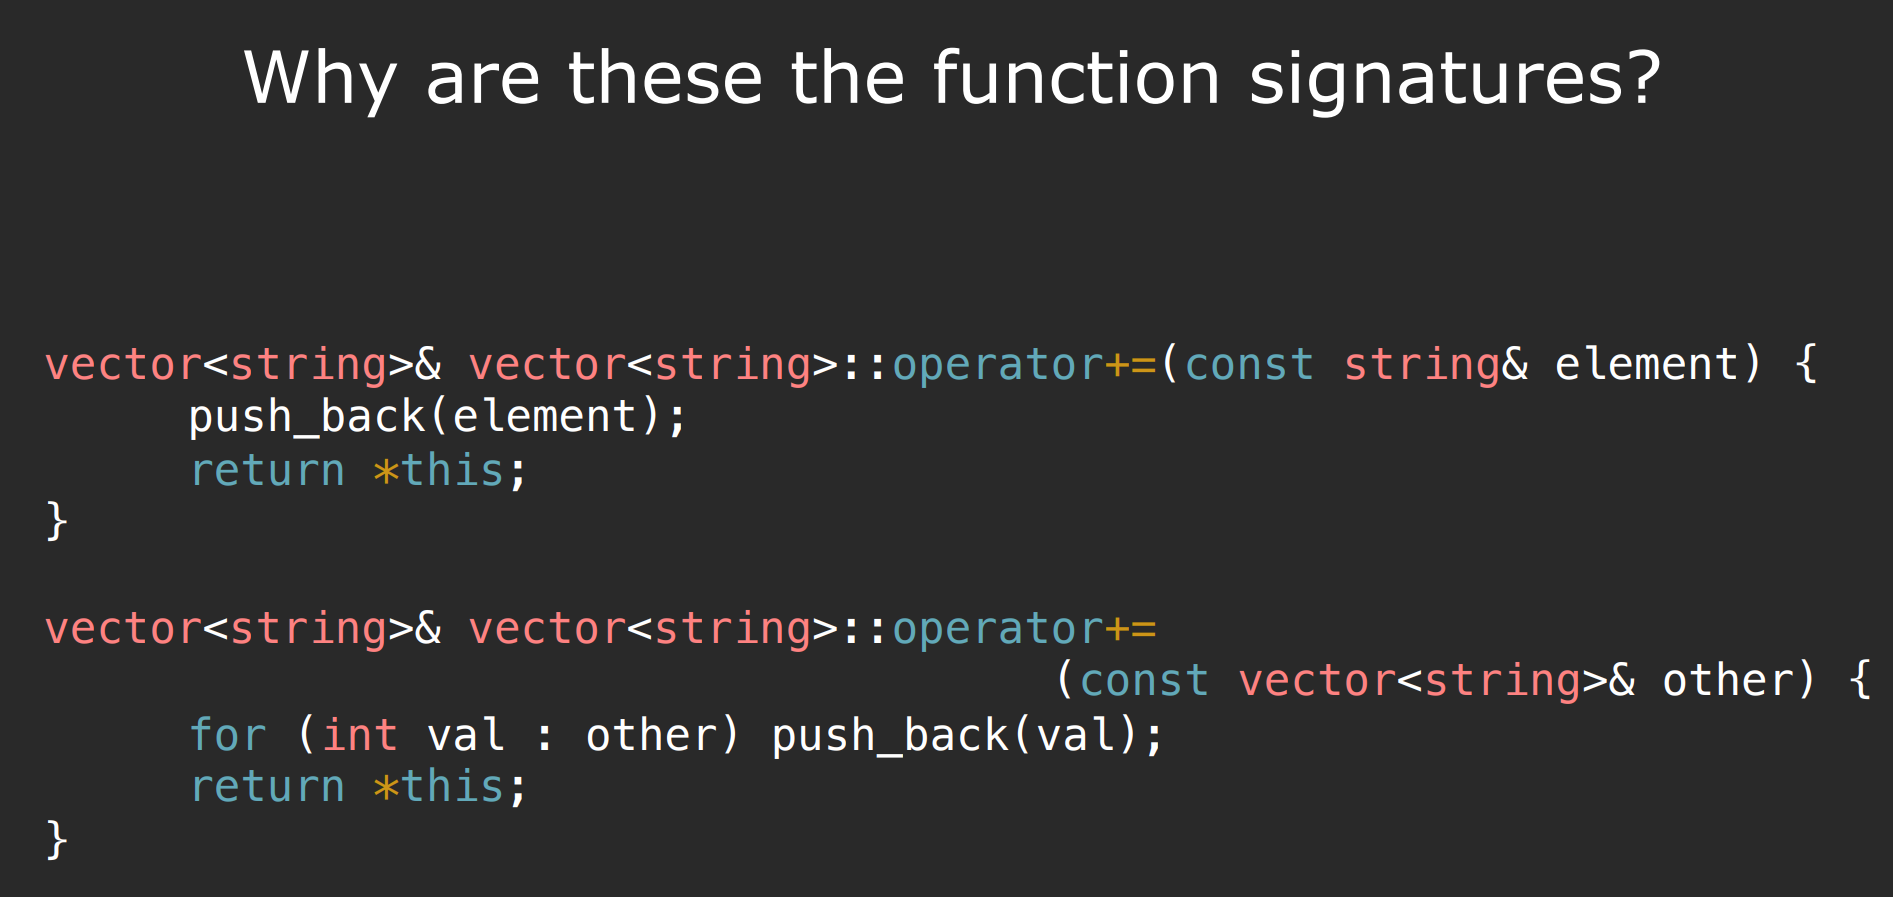 Why are these the function signatures?
vector<string>& vector<string>::operator+=(const string& element) {
push_back(element);
return *this;
}
vector<string>& vector<string>::operator+=
(const vector<string>& other) {
for (int val : other) push_back(val);
return *this;
}